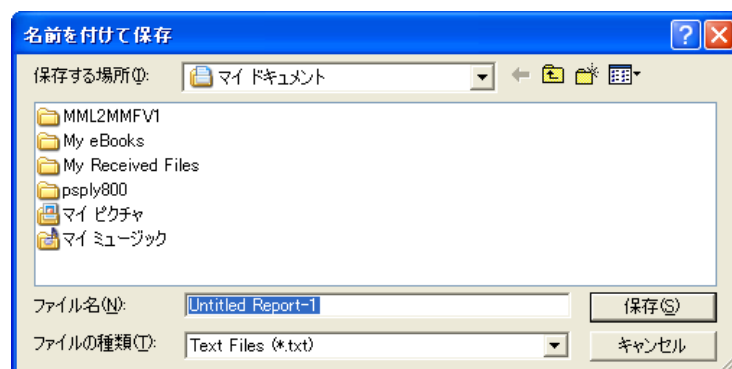 名前を付けて保存
保存する場所(I):
マイ ドキュメント
MML2MMFV1
My eBooks
My Received Files
psply800
マイ ピクチャ
マイ ミュージック
ファイル名(N):
Untitled Report-1
保存(S)
ファイルの種類(T):
Text Files (*.txt)
キャンセル